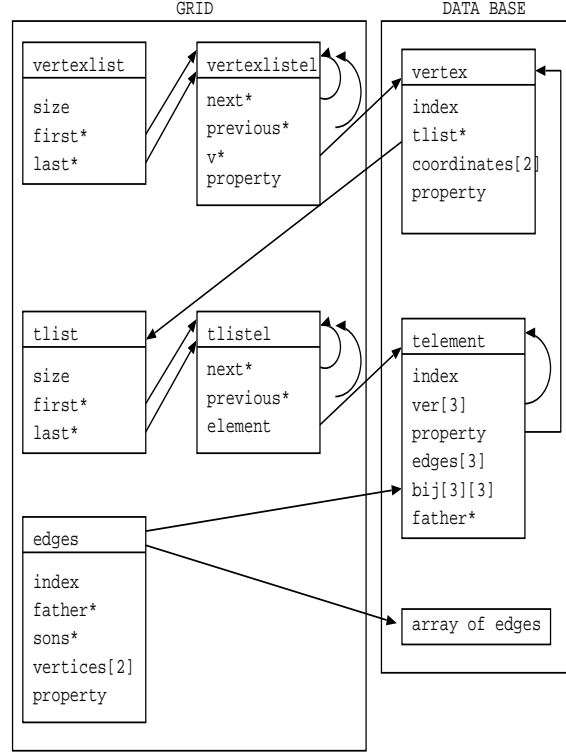 GRID
DATA BASE
vertexlist
size
first*
last*
vertexlistel
next*
previous*
v*
property
vertex
index
tlist*
coordinates[2]
property
tlist
size
first*
last*
tlistel
next*
previous*
element
telement
index
ver[3]
property
edges[3]
bij[3][3]
father*
edges
index
father*
sons*
vertices[2]
property
array of edges